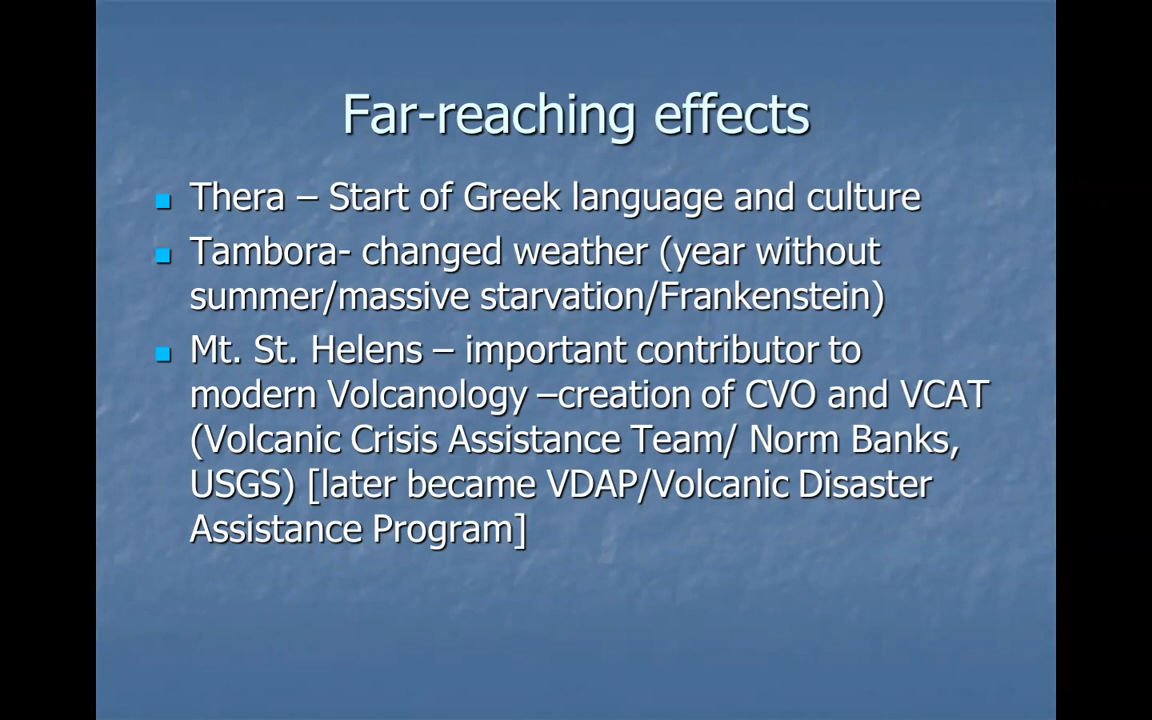 Far-reaching effects
Thera – Start of Greek language and culture
Tambora- changed weather (year without
summer/massive starvation/Frankenstein)
Mt. St. Helens – important contributor to
modern Volcanology –creation of CVO and VCAT
(Volcanic Crisis Assistance Team/ Norm Banks,
USGS) [later became VDAP/Volcanic Disaster
Assistance Program]